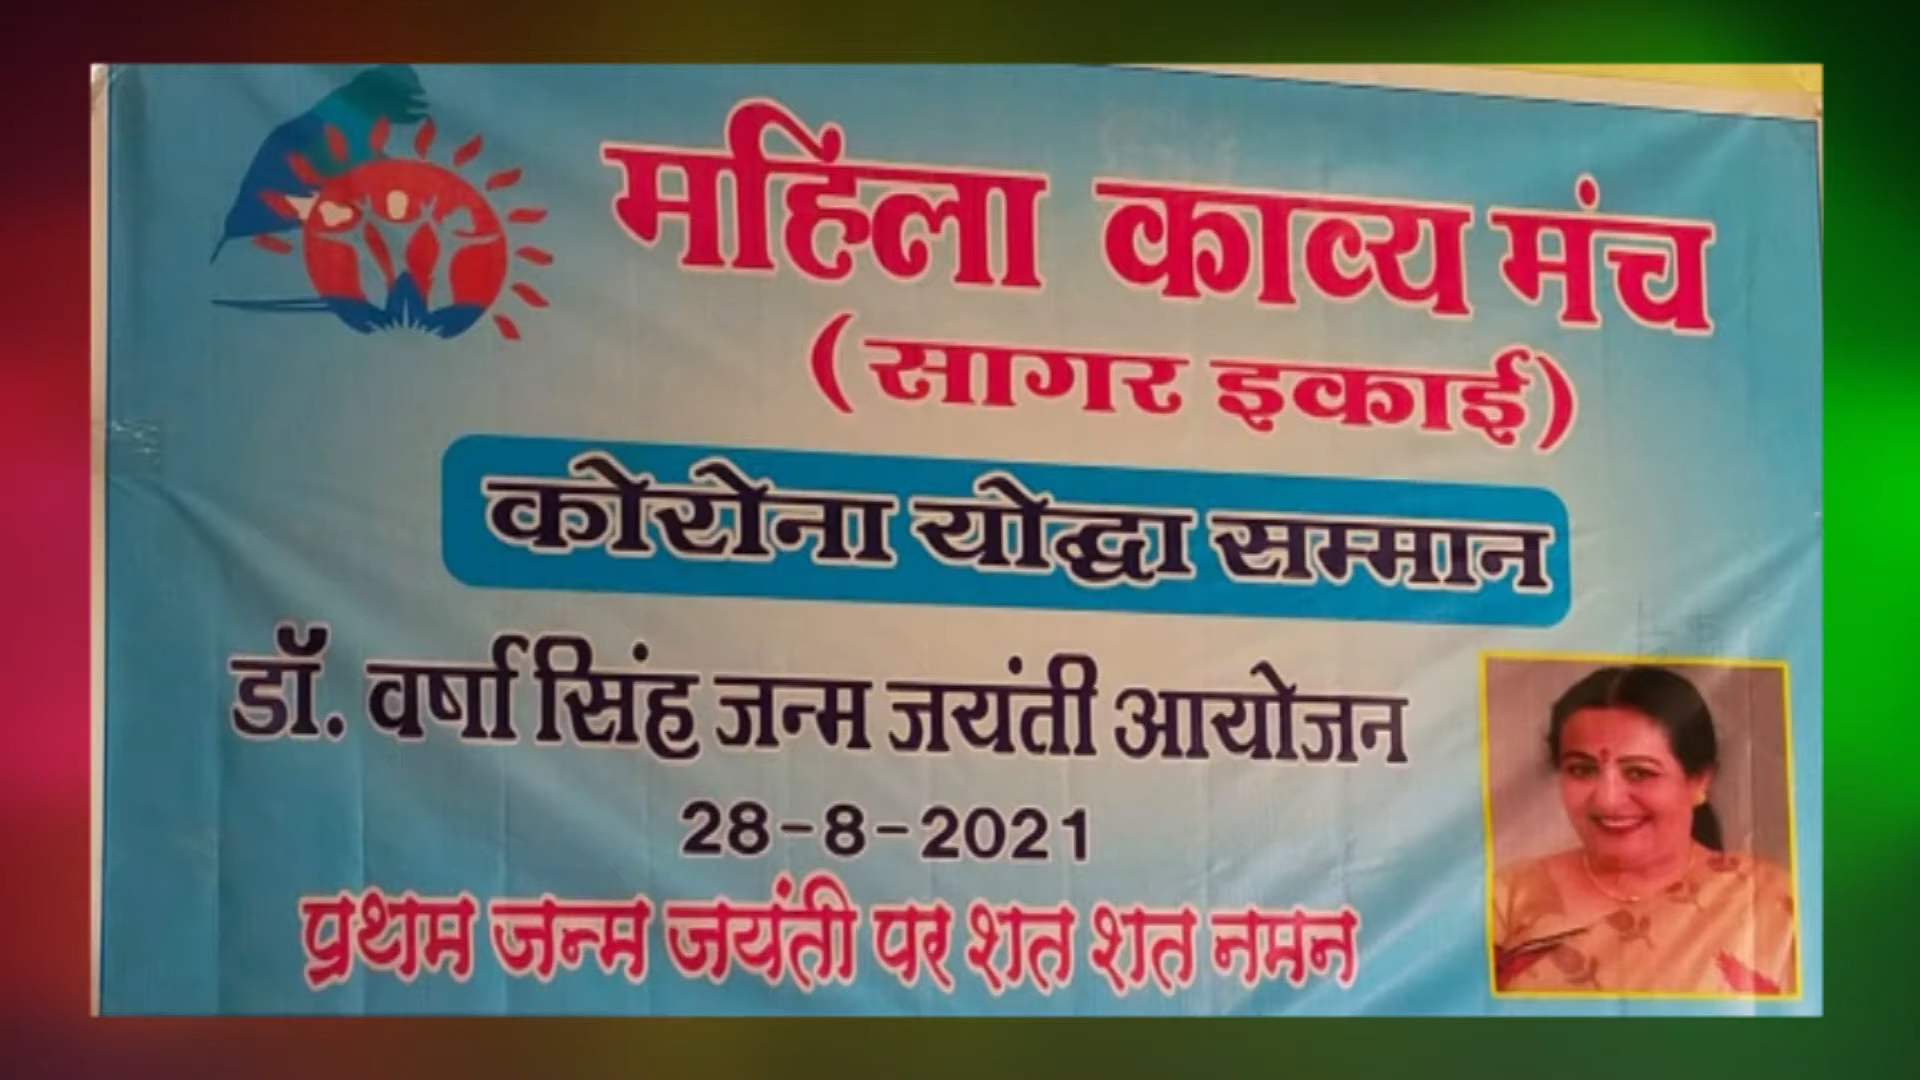 महिला काव्य मंच
(सागर इकाई)
कोरोना योद्धा सम्मान
डॉ. वर्षा सिंह जन्म जयंती आयोजन
28-8-2021
प्रथम जन्म जयंती पर शत शत नमन